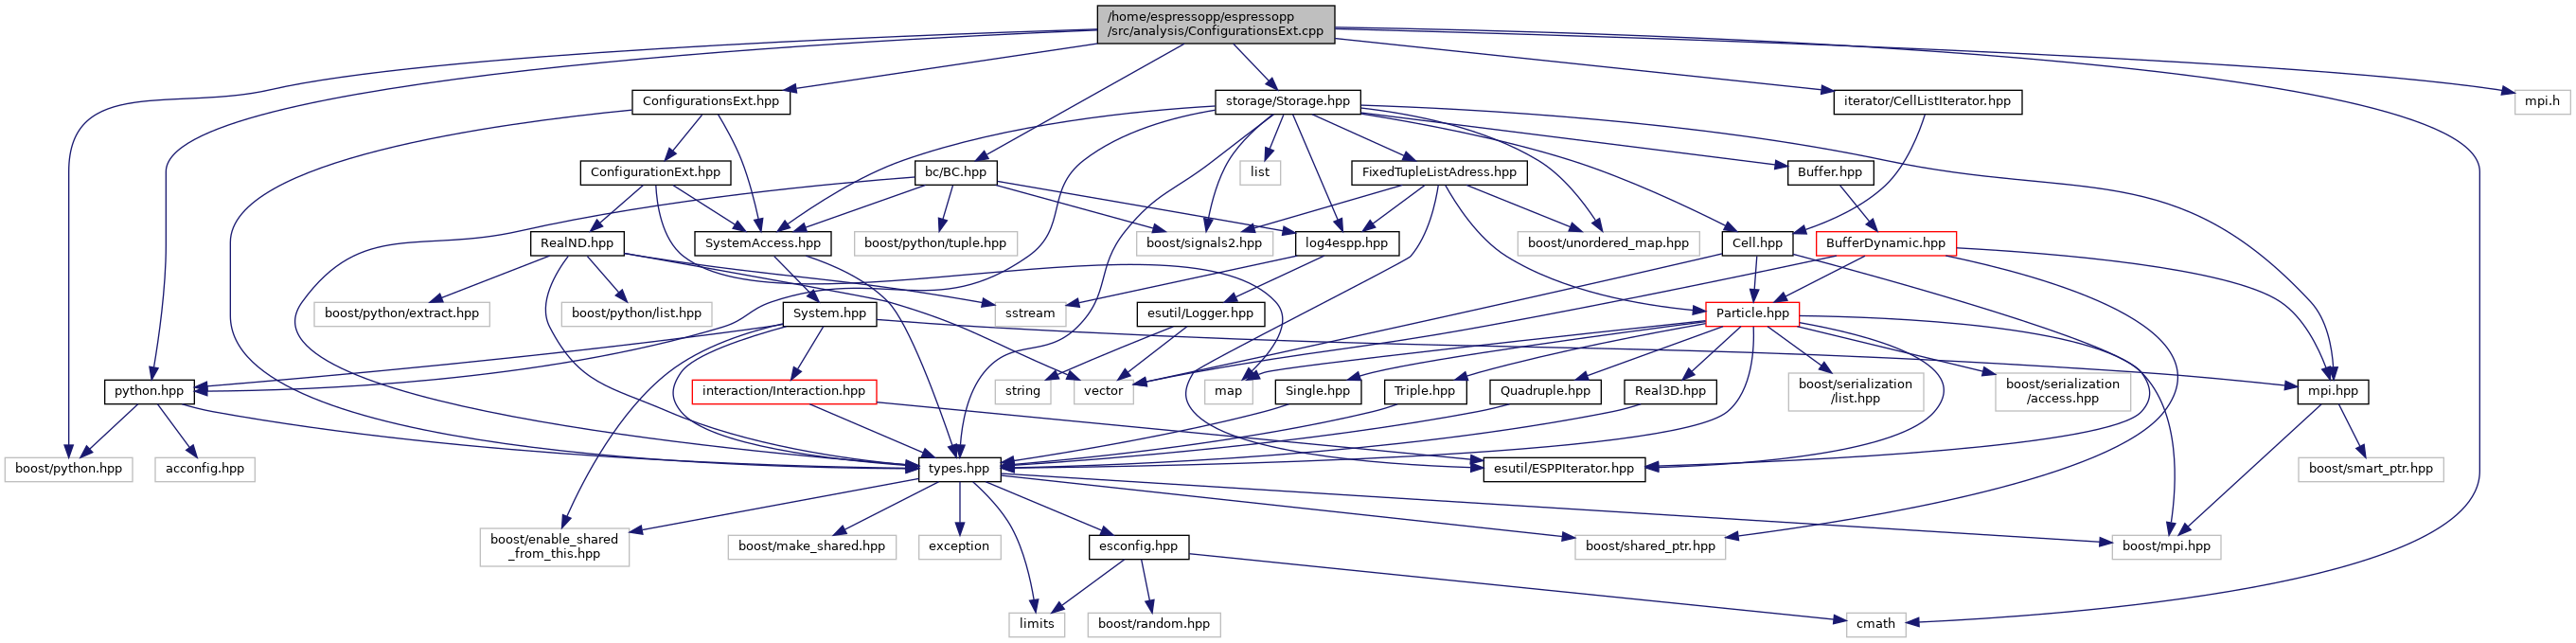 /home/espressopp/espressopp
/src/analysis/ConfigurationsExt.cpp
ConfigurationsExt.hpp
storage/Storage.hpp
iterator/CellListIterator.hpp
mpi.h
ConfigurationExt.hpp
bc/BC.hpp
list
FixedTupleListAdress.hpp
Buffer.hpp
RealND.hpp
SystemAccess.hpp
boost/python/tuple.hpp
boost/signals2.hpp
log4espp.hpp
boost/unordered_map.hpp
Cell.hpp
BufferDynamic.hpp
boost/python/extract.hpp
boost/python/list.hpp
System.hpp
sstream
esutil/Logger.hpp
Particle.hpp
python.hpp
interaction/Interaction.hpp
string
vector
map
Single.hpp
Triple.hpp
Quadruple.hpp
Real3D.hpp
boost/serialization
/list.hpp
boost/serialization
/access.hpp
mpi.hpp
boost/python.hpp
acconfig.hpp
types.hpp
esutil/ESPPIterator.hpp
boost/smart_ptr.hpp
boost/enable_shared
_from_this.hpp
boost/make_shared.hpp
exception
esconfig.hpp
boost/shared_ptr.hpp
boost/mpi.hpp
limits
boost/random.hpp
cmath